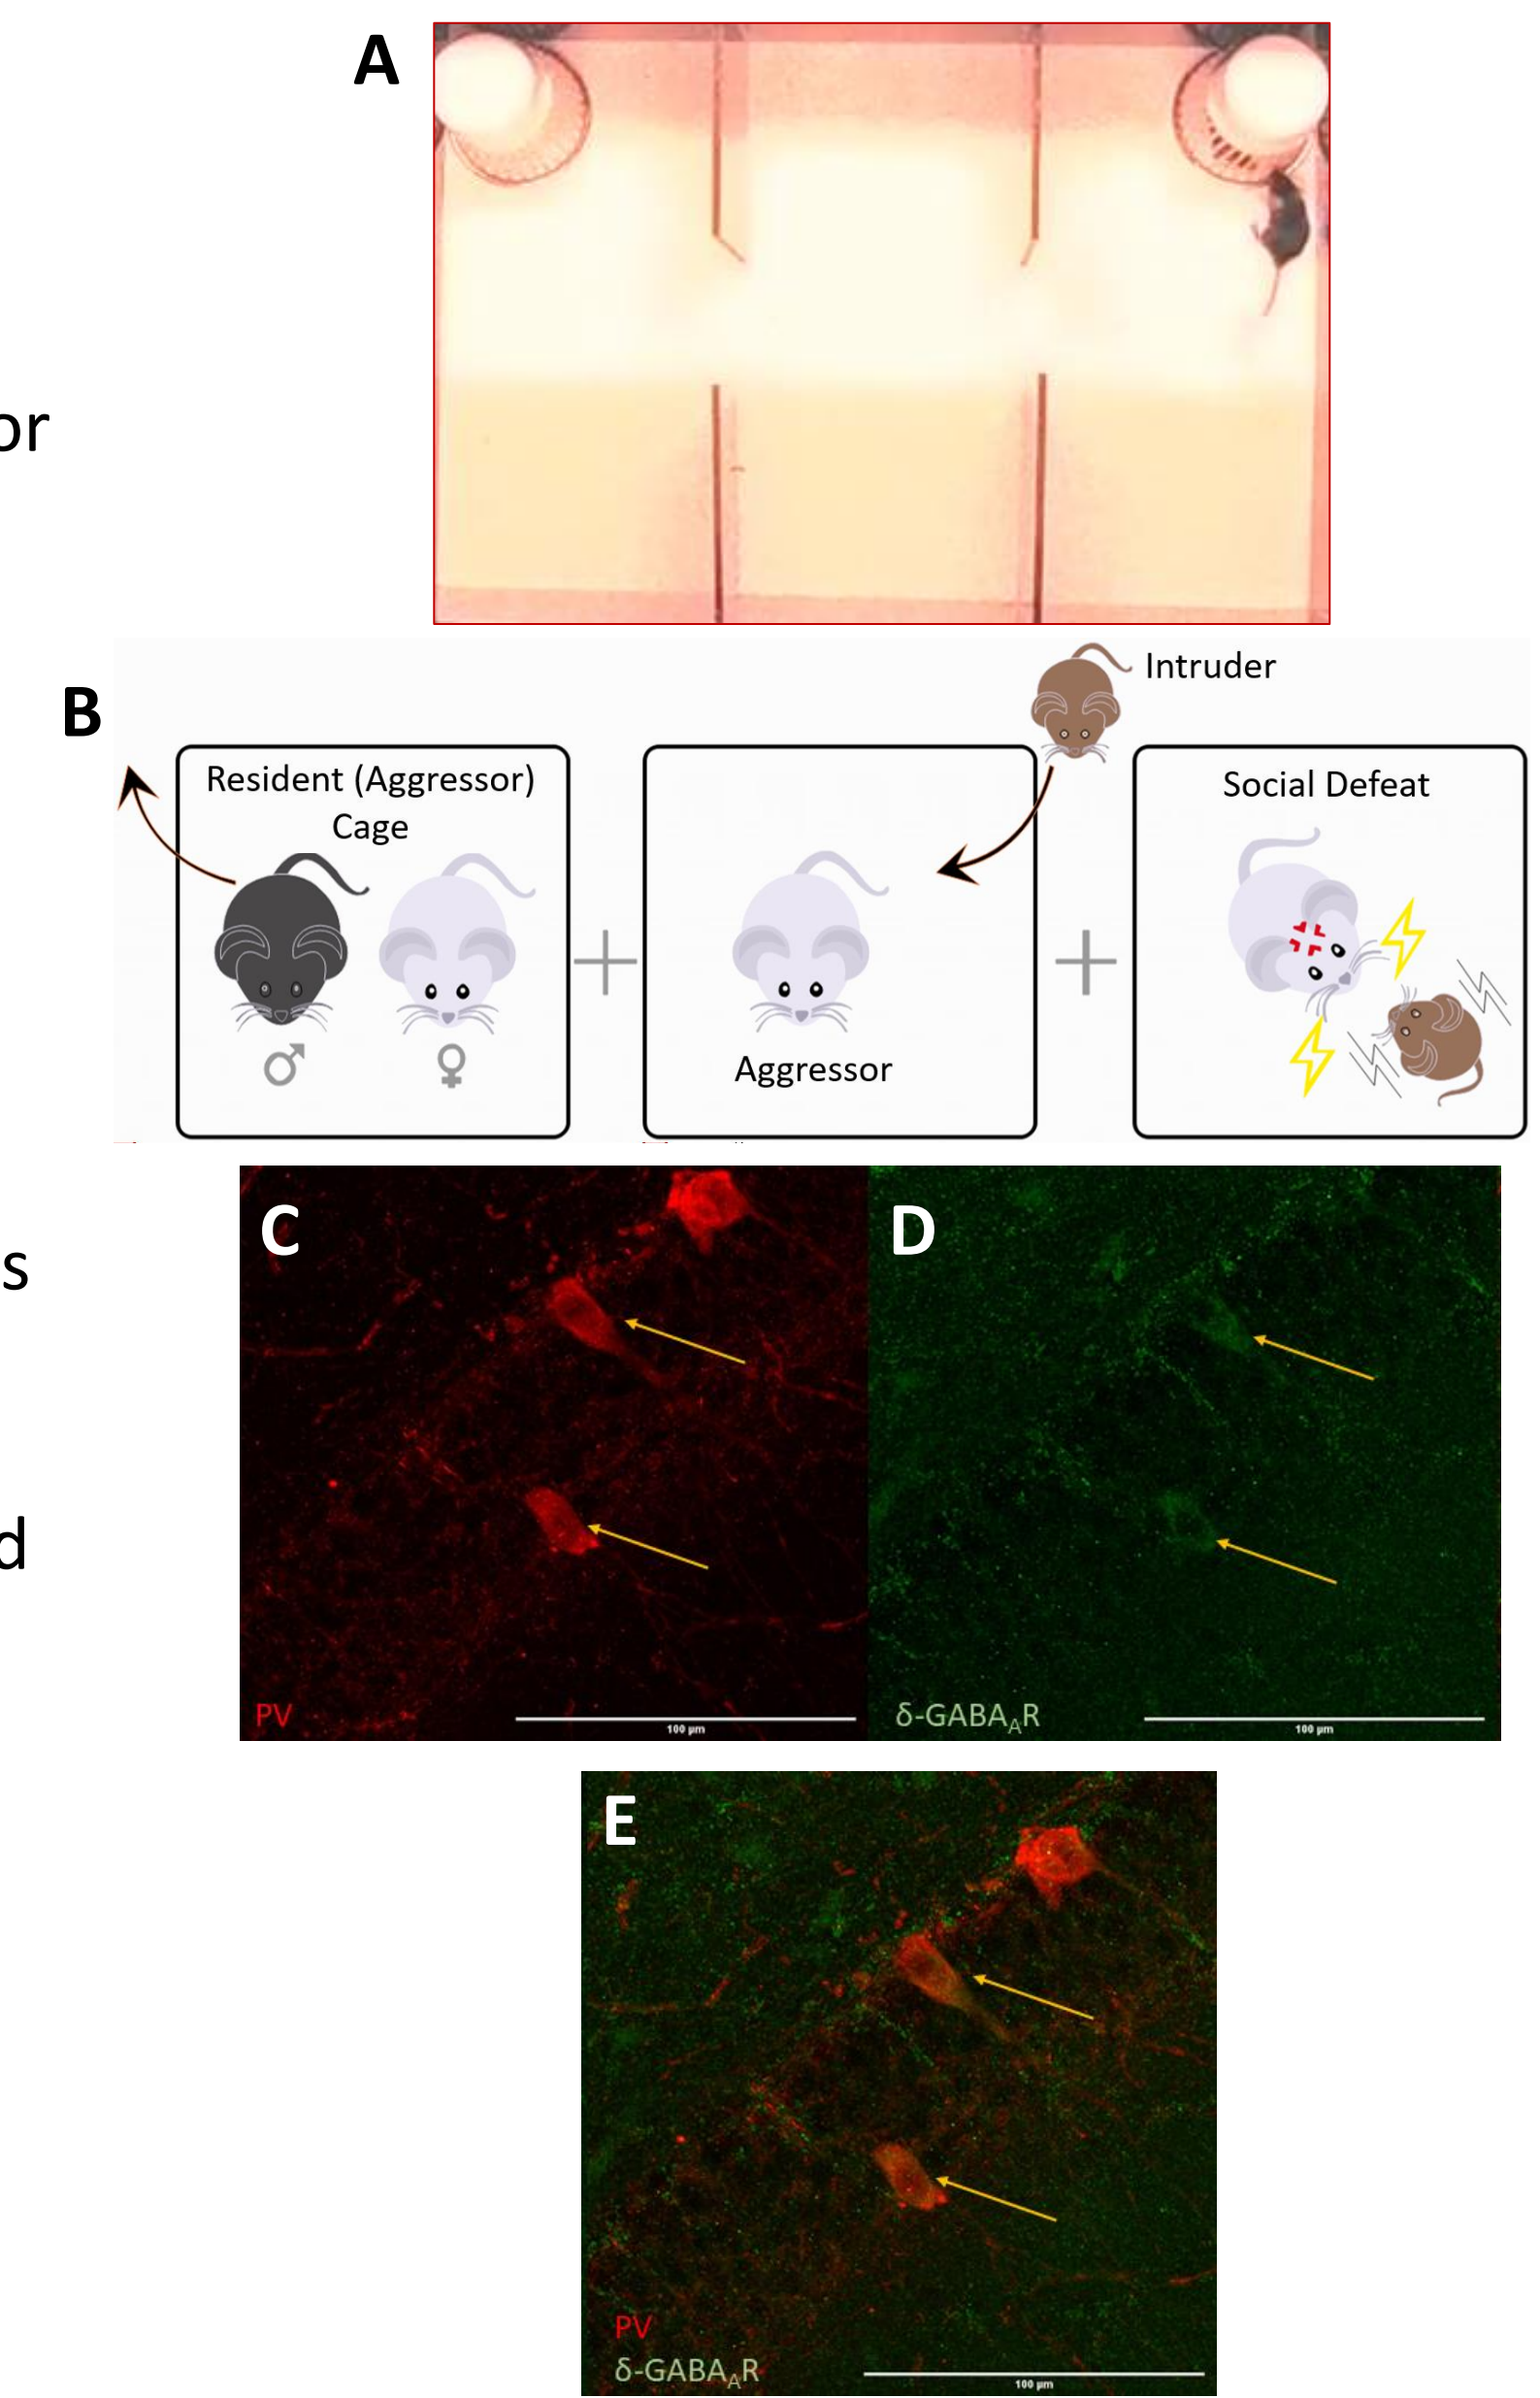 A
or
B
Intruder
Resident (Aggressor)
Cage
Social Defeat
♂
♀
Aggressor
C
D
s
d
PV
100 µm
δ-GABAAR
100 µm
E
PV
δ-GABAAR
100 µm